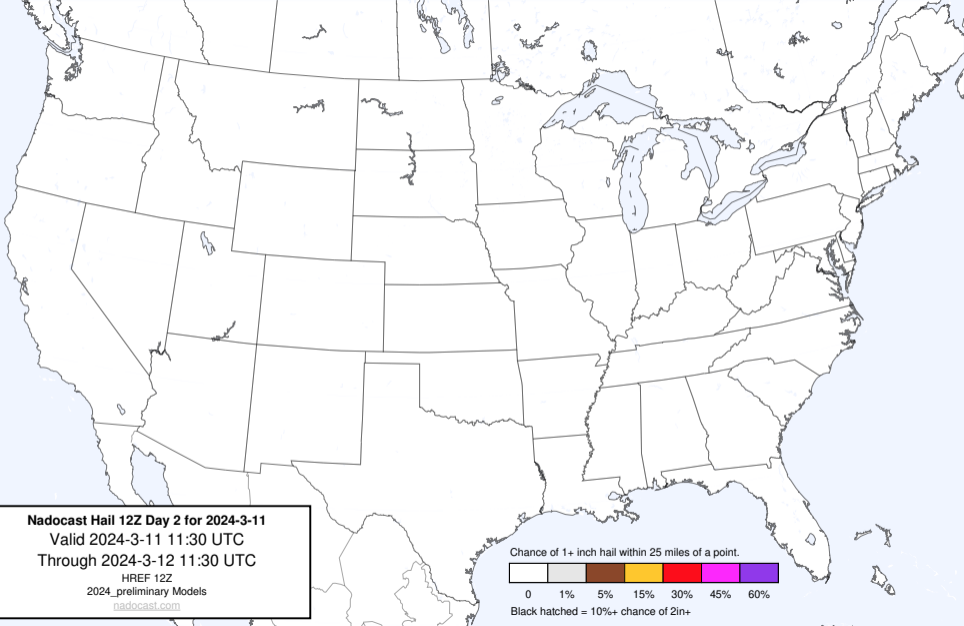 Nadocast Hail 12Z Day 2 for 2024-3-11
Valid 2024-3-11 11:30 UTC
Through 2024-3-12 11:30 UTC
HREF 12Z
2024_preliminary Models
nadocast.com
Chance of 1+ inch hail within 25 miles of a point.
0 1% 5% 15% 30% 45% 60%
Black hatched = 10%+ chance of 2in+